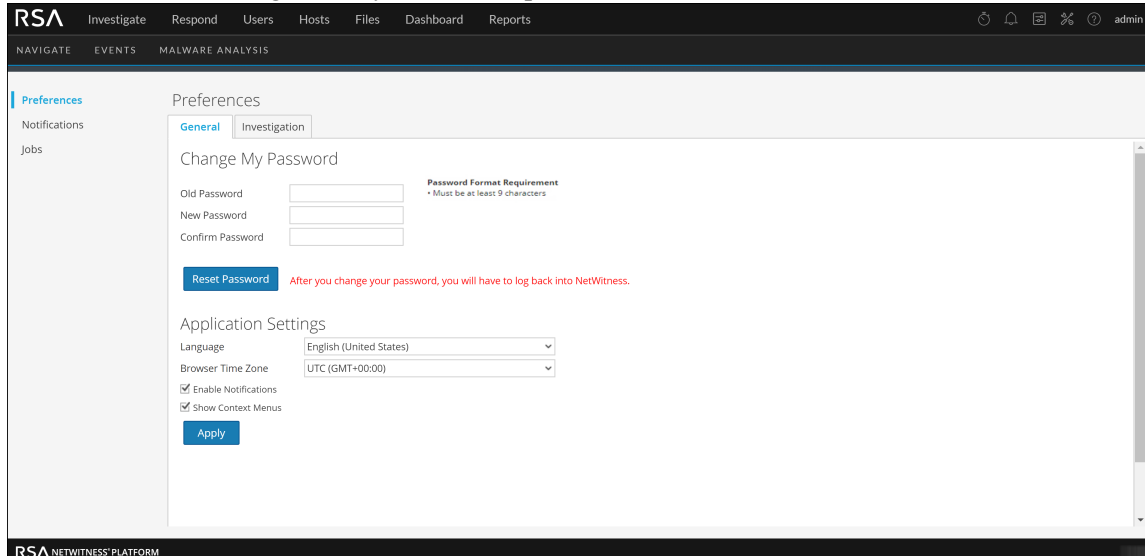 RSA Investigate Respond Users Hosts Files Dashboard Reports admin
NAVIGATE EVENTS MALWARE ANALYSIS
Preferences
Notifications
Jobs
Preferences
General Investigation
Change My Password
Password Format Requirement
• Must be at least 9 characters
Old Password
New Password
Confirm Password
Reset Password After you change your password, you will have to log back into NetWitness.
Application Settings
Language English (United States)
Browser Time Zone UTC (GMT+00:00)
Enable Notifications
Show Context Menus
Apply
RSA NETWITNESS® PLATFORM